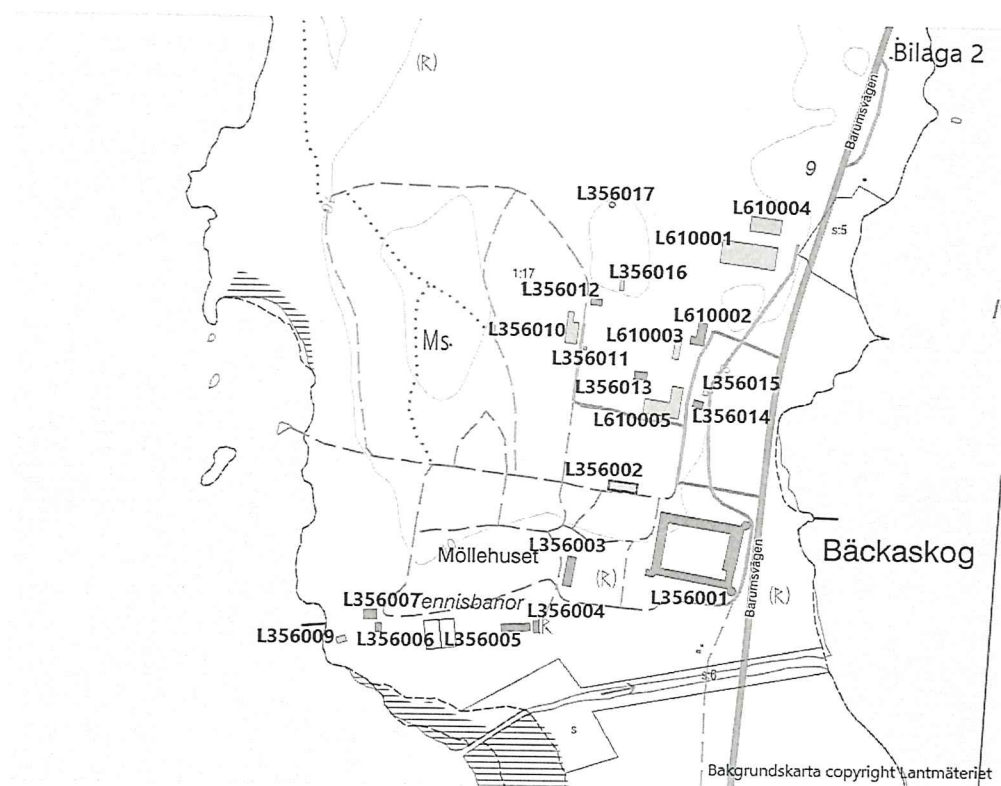 Bilaga 2
(R)
Barumsvägen
9
L356017
L610004
L610001
s:5
L356016
1:17
L356012
L610002
L356010
L610003
Ms
L356011
L356015
L356013
L356014
L610005
L356002
L356003
Bäckaskog
Möllehuset
(R)
L356001
Barumsvägen
(R)
L356007
Tennisbanor
L356004
R
L356009
L356006
L356005
s:6
s
Bakgrundskarta copyright Lantmäteriet